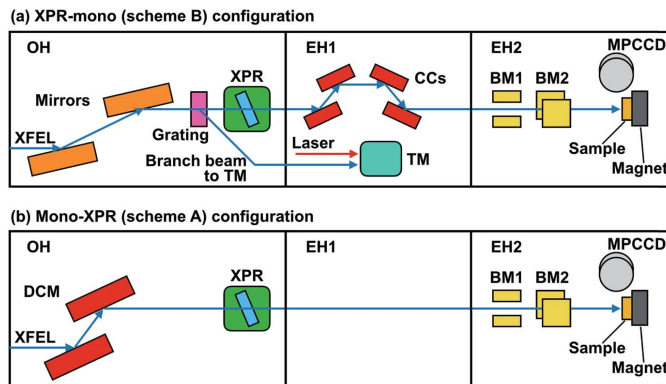 (a) XPR-mono (scheme B) configuration
OH
EH1
EH2
MPCCD
XPR
CCs
BM1
BM2
Mirrors
XFEL
Grating
Laser
Branch beam
to TM
TM
Sample
Magnet
(b) Mono-XPR (scheme A) configuration
OH
EH1
EH2
MPCCD
DCM
XPR
BM1
BM2
XFEL
Sample
Magnet